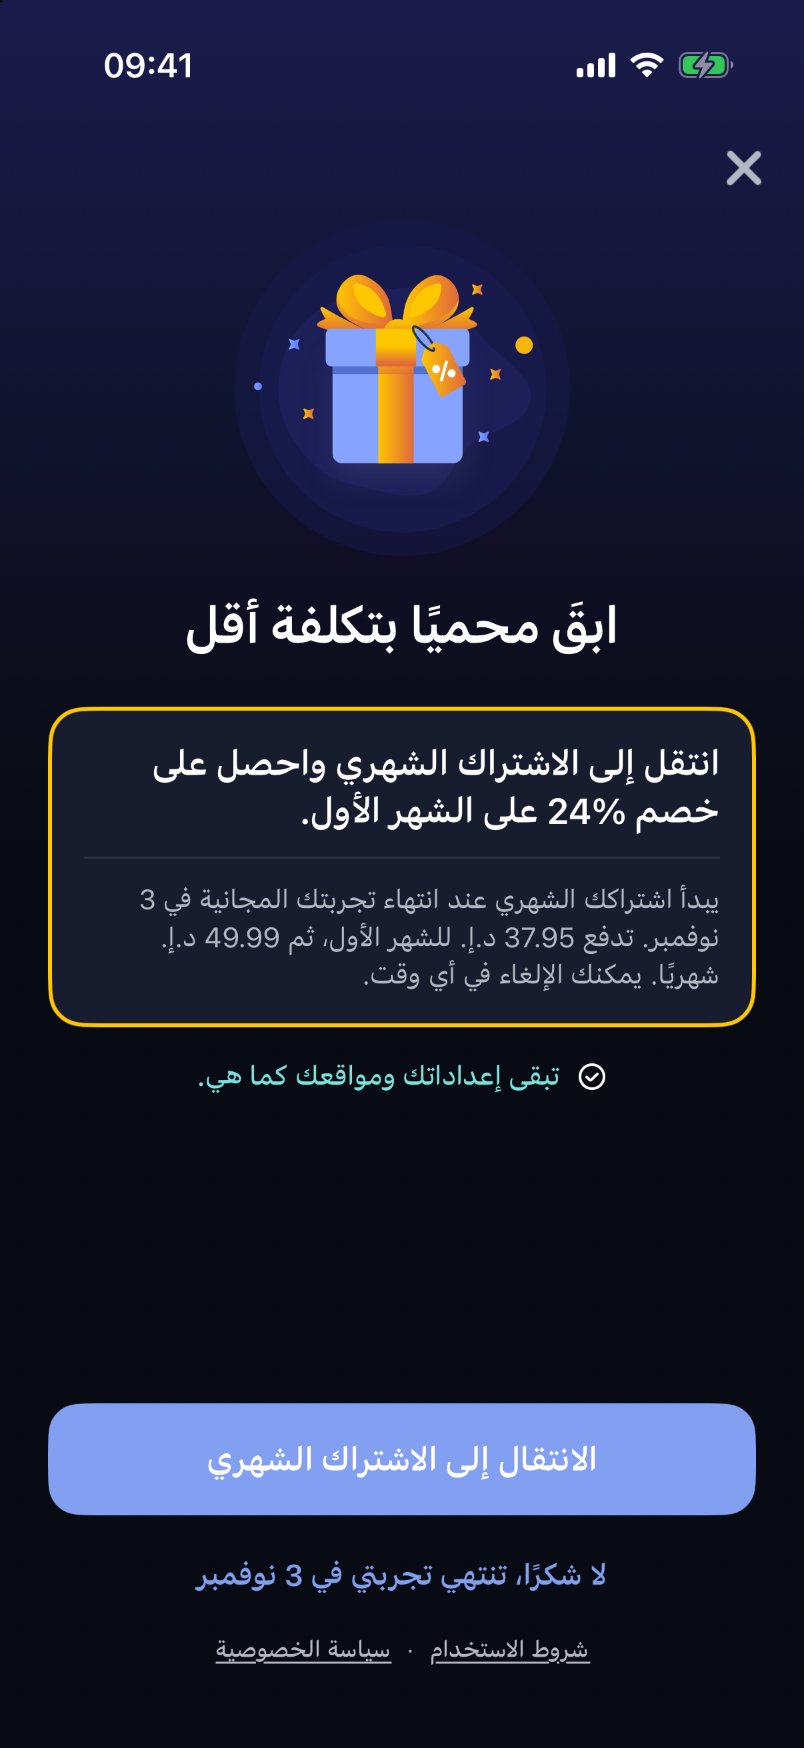 09:41
%
ابقَ محميًا بتكلفة أقل
انتقل إلى الاشتراك الشهري واحصل على
خصم 24% على الشهر الأول.
يبدأ اشتراكك الشهري عند انتهاء تجربتك المجانية في 3
نوفمبر. تدفع 37.95 د.إ. للشهر الأول، ثم 49.99 د.إ.
شهريًا. يمكنك الإلغاء في أي وقت.
تبقى إعداداتك ومواقعك كما هي.
الانتقال إلى الاشتراك الشهري
لا شكرًا، تنتهي تجربتي في 3 نوفمبر
شروط الاستخدام · سياسة الخصوصية